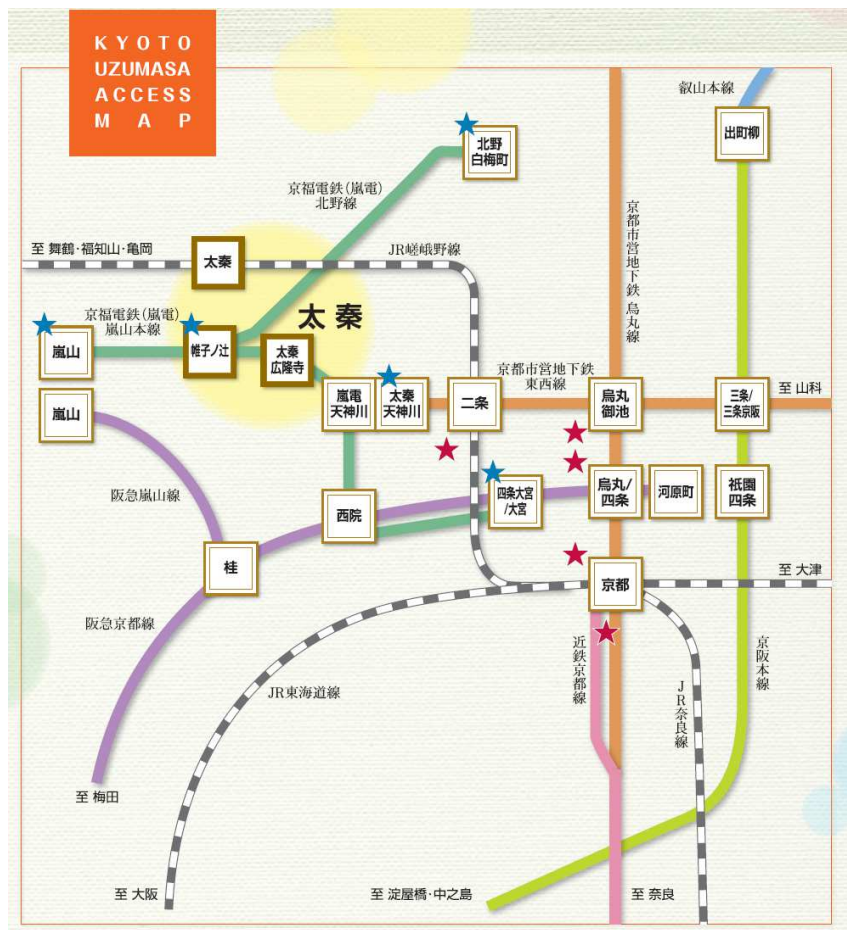 KYOTO
UZUMASA
ACCESS
MAP
叡山本線
出町柳
北野
白梅町
京福電鉄(嵐電)
北野線
京都市営地下鉄 烏丸線
至 舞鶴・福知山・亀岡
太秦
JR嵯峨野線
京福電鉄(嵐電)
嵐山本線
太秦
嵐山
帷子ノ辻
太秦
広隆寺
嵐電
天神川
太秦
天神川
二条
京都市営地下鉄
東西線
烏丸
御池
三条/
三条京阪
至 山科
嵐山
阪急嵐山線
西院
四条大宮
/大宮
烏丸/
四条
河原町
祇園
四条
桂
京都
至 大津
阪急京都線
JR東海道線
近鉄京都線
JR奈良線
京阪本線
至 梅田
至 大阪
至 淀屋橋・中之島
至 奈良